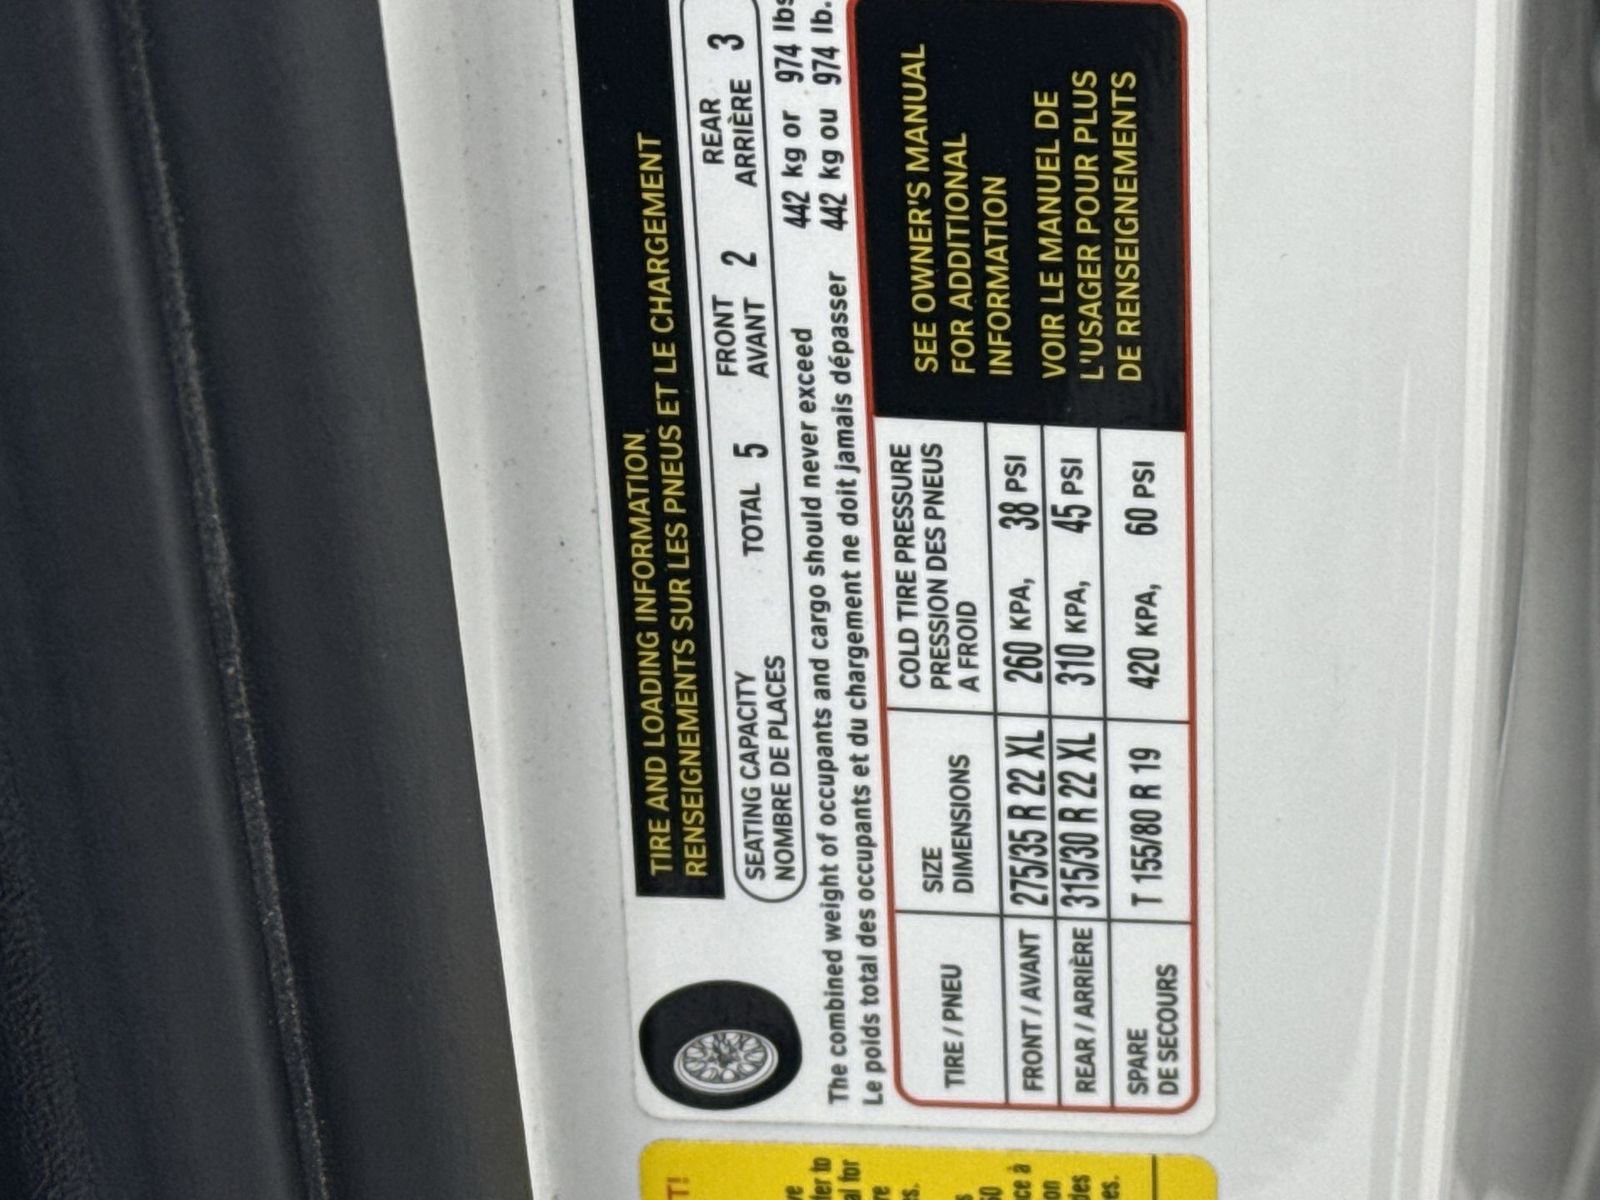 TIRE AND LOADING INFORMATION
RENSEIGNEMENTS SUR LES PNEUS ET LE CHARGEMENT
SEATING CAPACITY
NOMBRE DE PLACES
TOTAL 5
FRONT
AVANT 2
REAR
ARRIÈRE 3
The combined weight of occupants and cargo should never exceed 442 kg or 974 lbs
Le poids total des occupants et du chargement ne doit jamais dépasser 442 kg ou 974 lb.
TIRE / PNEU
SIZE
DIMENSIONS
COLD TIRE PRESSURE
PRESSION DES PNEUS
A FROID
FRONT / AVANT 275/35 R 22 XL 260 KPA, 38 PSI
REAR / ARRIÈRE 315/30 R 22 XL 310 KPA, 45 PSI
SPARE
DE SECOURS
T 155/80 R 19 420 KPA, 60 PSI
SEE OWNER'S MANUAL
FOR ADDITIONAL
INFORMATION
VOIR LE MANUEL DE
L'USAGER POUR PLUS
DE RENSEIGNEMENTS